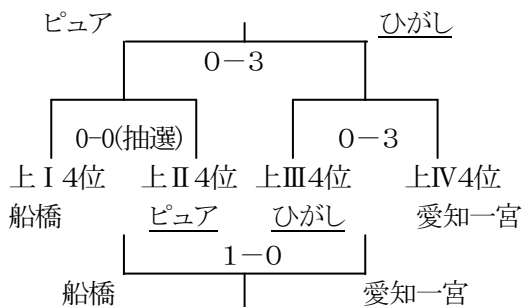 ピュア ひがし
０－３
0-0(抽選) ０－３
上Ⅰ4位 上Ⅱ4位 上Ⅲ4位 上Ⅳ4位
船橋 ピュア ひがし 愛知一宮
１－０
船橋 愛知一宮